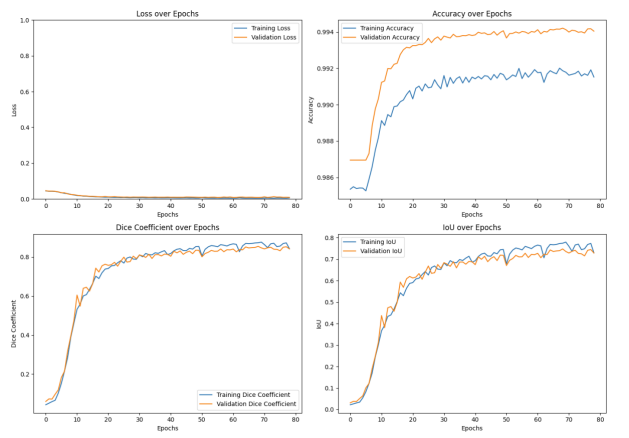 Loss over Epochs
Training Loss
Validation Loss
1.0
0.8
0.6
0.4
0.2
0.0
Loss
0 10 20 30 40 50 60 70 80
Epochs
Accuracy over Epochs
Training Accuracy
Validation Accuracy
0.994
0.992
0.990
0.988
0.986
Accuracy
0 10 20 30 40 50 60 70 80
Epochs
Dice Coefficient over Epochs
0.8
0.6
0.4
0.2
Dice Coefficient
Training Dice Coefficient
Validation Dice Coefficient
0 10 20 30 40 50 60 70 80
Epochs
IoU over Epochs
Training IoU
Validation IoU
0.8
0.7
0.6
0.5
0.4
0.3
0.2
0.1
0.0
IoU
0 10 20 30 40 50 60 70 80
Epochs